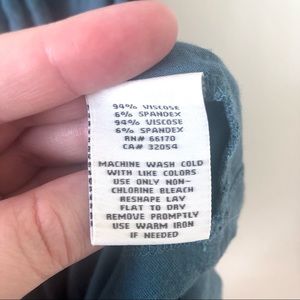 94% VISCOSE
6% SPANDEX
94% VISCOSE
6% SPANDEX
RN# 66170
CA# 32054
MACHINE WASH COLD
WITH LIKE COLORS
USE ONLY NON-
CHLORINE BLEACH
RESHAPE LAY
FLAT TO DRY
REMOVE PROMPTLY
USE WARM IRON
IF NEEDED